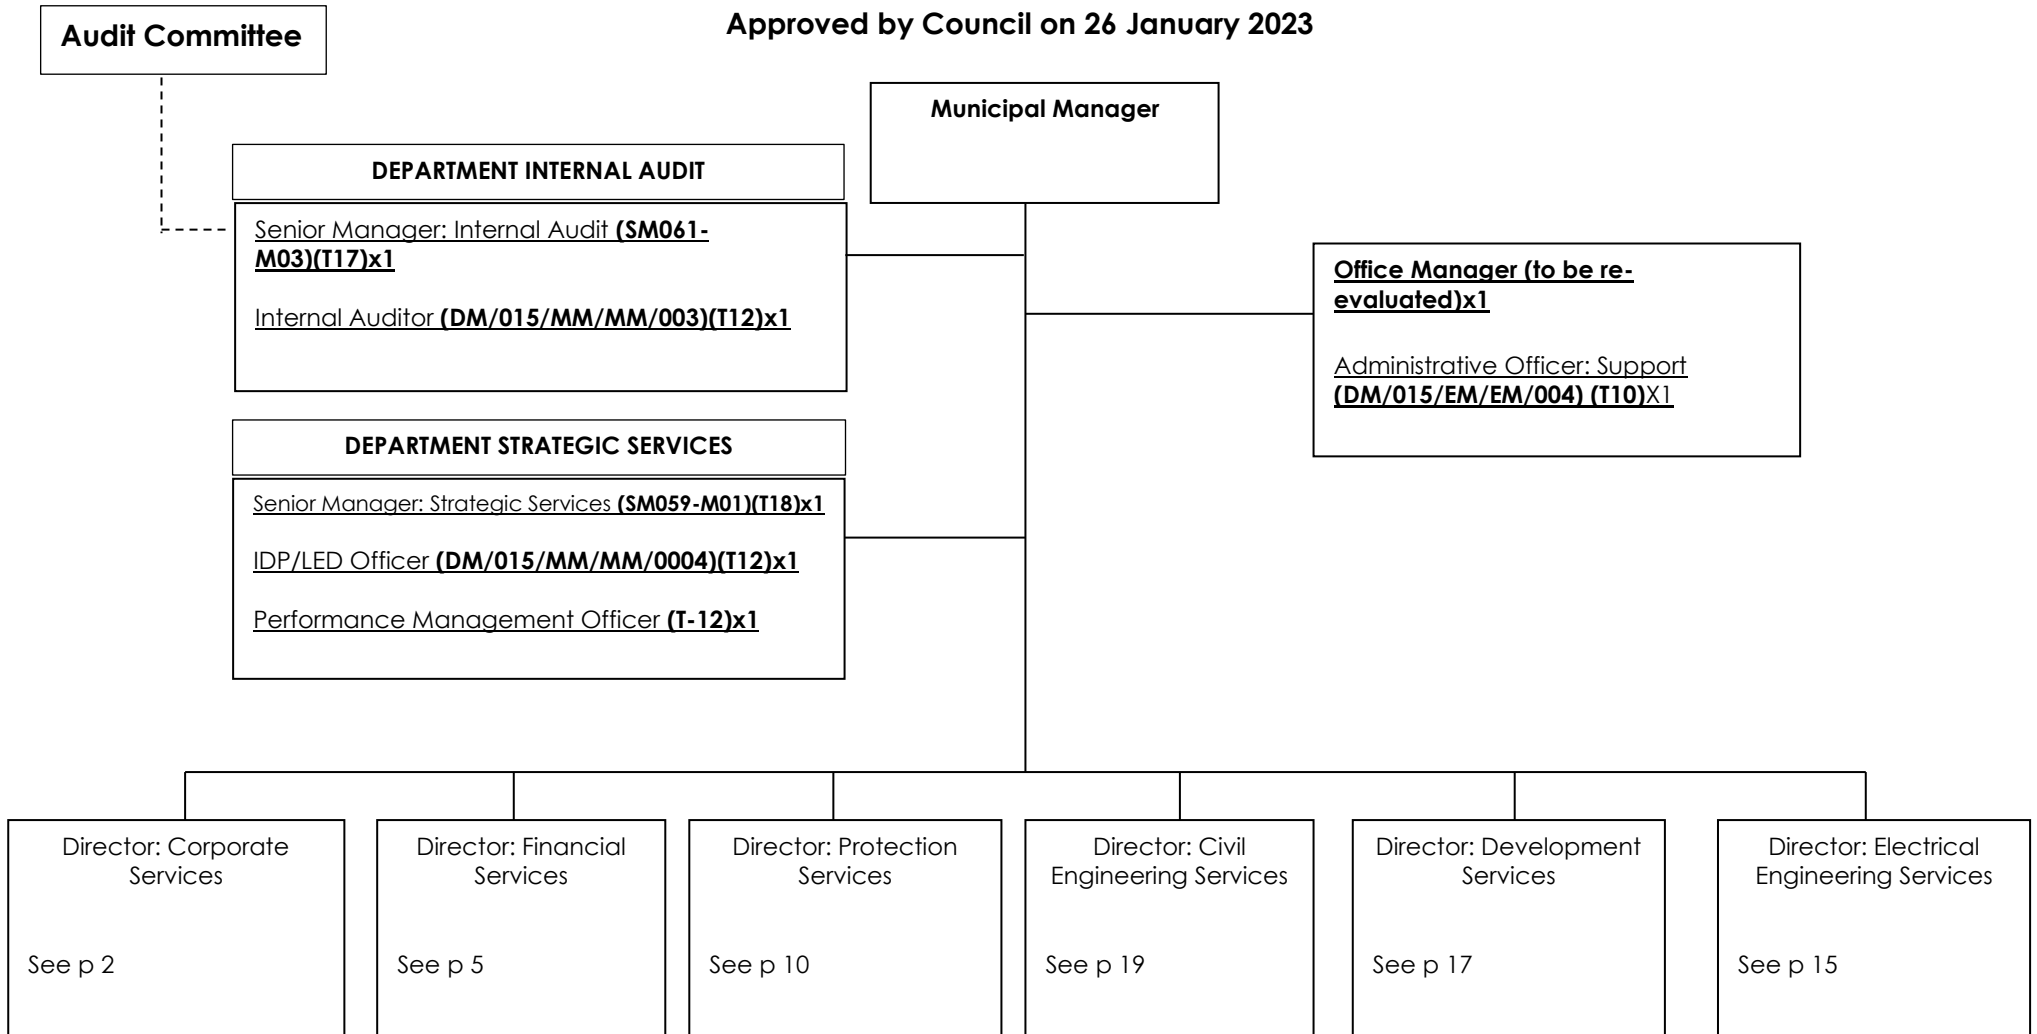 Audit Committee
Approved by Council on 26 January 2023
Municipal Manager
DEPARTMENT INTERNAL AUDIT
Senior Manager: Internal Audit (SM061-
M03)(T17)x1
Internal Auditor (DM/015/MM/MM/003)(T12)x1
Office Manager (to be re-
evaluated)x1
Administrative Officer: Support
(DM/015/EM/EM/004) (T10)X1
DEPARTMENT STRATEGIC SERVICES
Senior Manager: Strategic Services (SM059-M01)(T18)x1
IDP/LED Officer (DM/015/MM/MM/0004)(T12)x1
Performance Management Officer (T-12)x1
Director: Corporate
Services
See p 2
Director: Financial
Services
See p 5
Director: Protection
Services
See p 10
Director: Civil
Engineering Services
See p 19
Director: Development
Services
See p 17
Director: Electrical
Engineering Services
See p 15